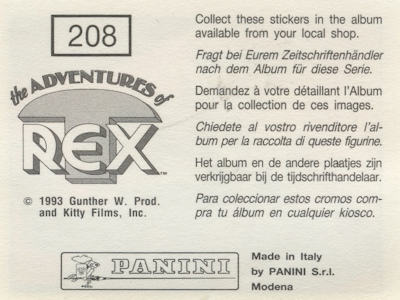 208
the ADVENTURES of
T
REX™
© 1993 Gunther W. Prod.
and Kitty Films, Inc.
Collect these stickers in the album
available from your local shop.
Fragt bei Eurem Zeitschriftenhändler
nach dem Album für diese Serie.
Demandez à votre détaillant l'Album
pour la collection de ces images.
Chiedete al vostro rivenditore l'al-
bum per la raccolta di queste figurine.
Het album en de andere plaatjes zijn
verkrijgbaar bij de tijdschrifthandelaar.
Para coleccionar estos cromos com-
pra tu álbum en cualquier kiosco.
PANINI
Made in Italy
by PANINI S.r.l.
Modena